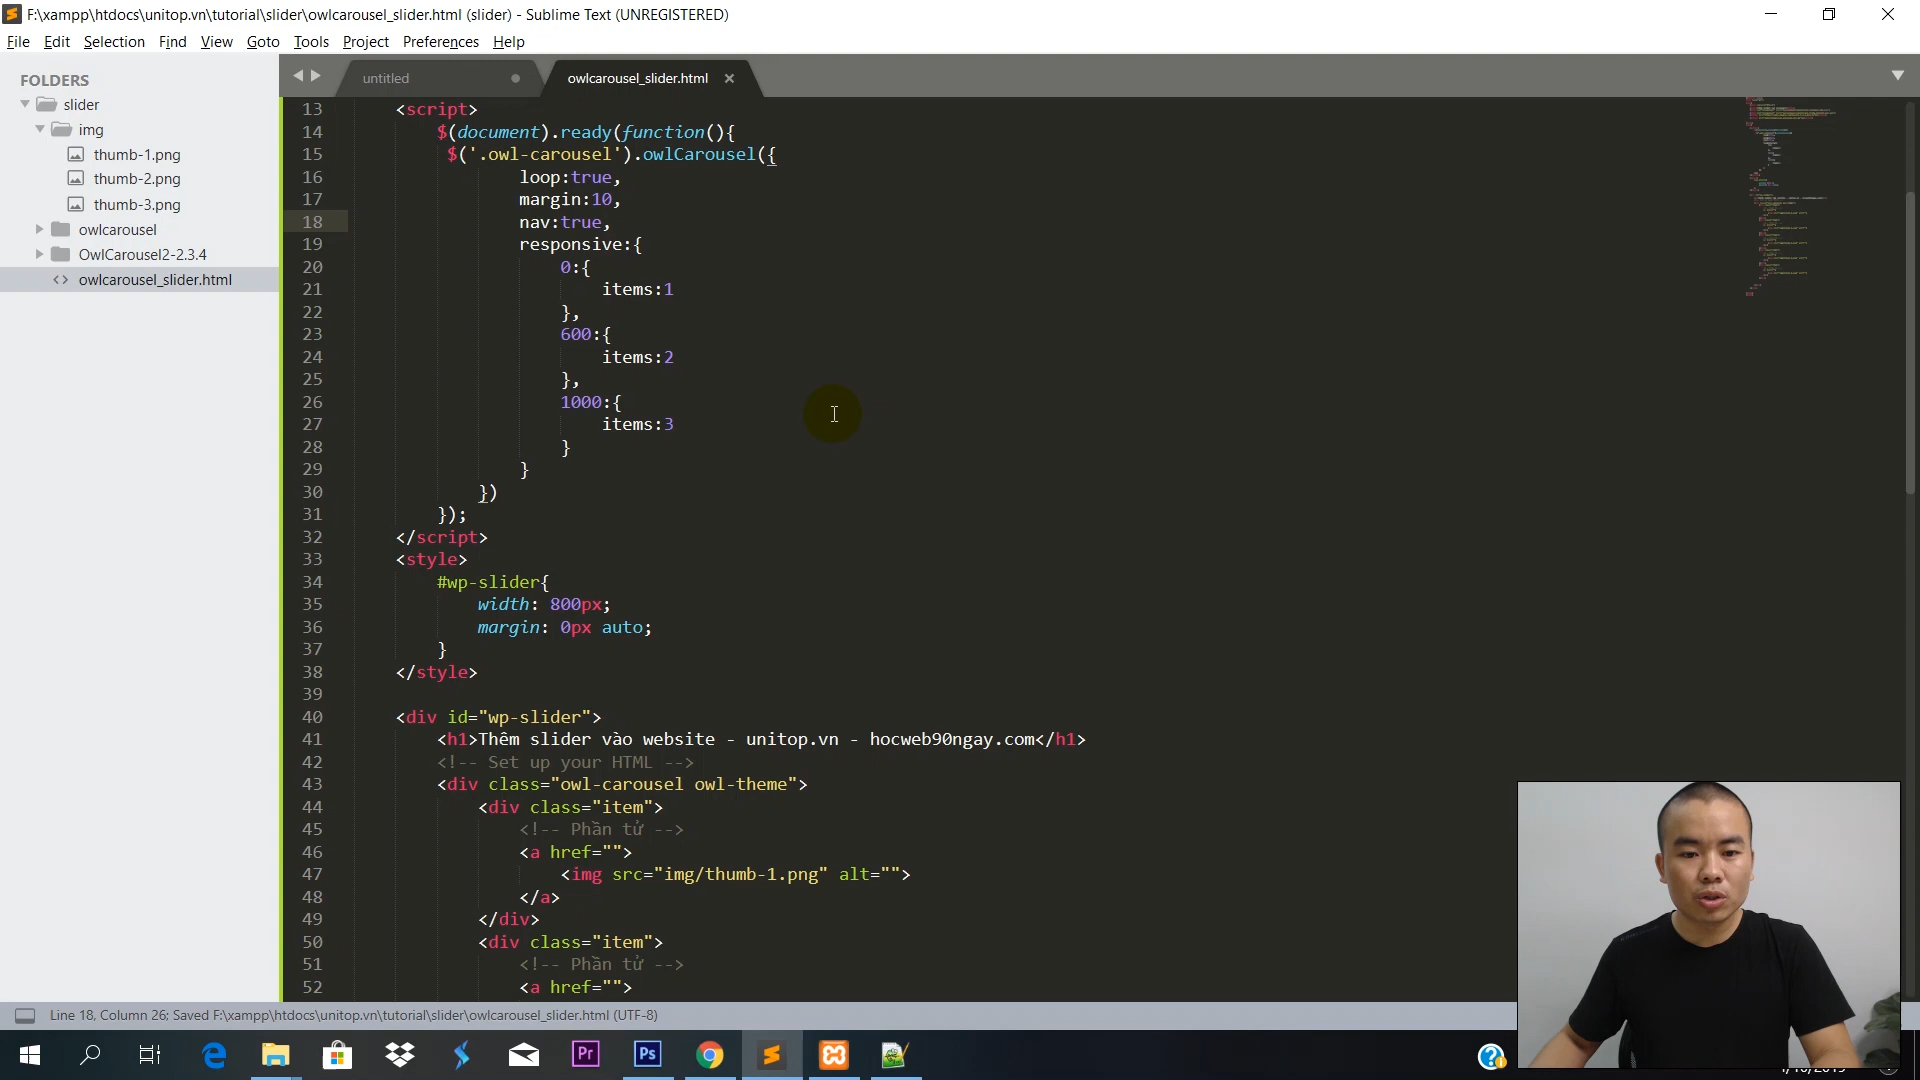 F:\xampp\htdocs\unitop.vn\tutorial\slider\owlcarousel_slider.html (slider) - Sublime Text (UNREGISTERED)
File Edit Selection Find View Goto Tools Project Preferences Help
FOLDERS
slider
img
thumb-1.png
thumb-2.png
thumb-3.png
owlcarousel
OwlCarousel2-2.3.4
<> owlcarousel_slider.html
untitled
owlcarousel_slider.html
13 <script>
14 $(document).ready(function(){
15 $('.owl-carousel').owlCarousel({
16 loop:true,
17 margin:10,
18 nav:true,
19 responsive:{
20 0:{
21 items:1
22 },
23 600:{
24 items:2
25 },
26 1000:{
27 items:3
28 }
29 }
30 })
31 });
32 </script>
33 <style>
34 #wp-slider{
35 width: 800px;
36 margin: 0px auto;
37 }
38 </style>
39
40 <div id="wp-slider">
41 <h1>Thêm slider vào website - unitop.vn - hocweb90ngay.com</h1>
42 <!-- Set up your HTML -->
43 <div class="owl-carousel owl-theme">
44 <div class="item">
45 <!-- Phần tử -->
46 <a href="">
47 <img src="img/thumb-1.png" alt="">
48 </a>
49 </div>
50 <div class="item">
51 <!-- Phần tử -->
52 <a href="">
Line 18, Column 26; Saved F:\xampp\htdocs\unitop.vn\tutorial\slider\owlcarousel_slider.html (UTF-8)
Pr
Ps